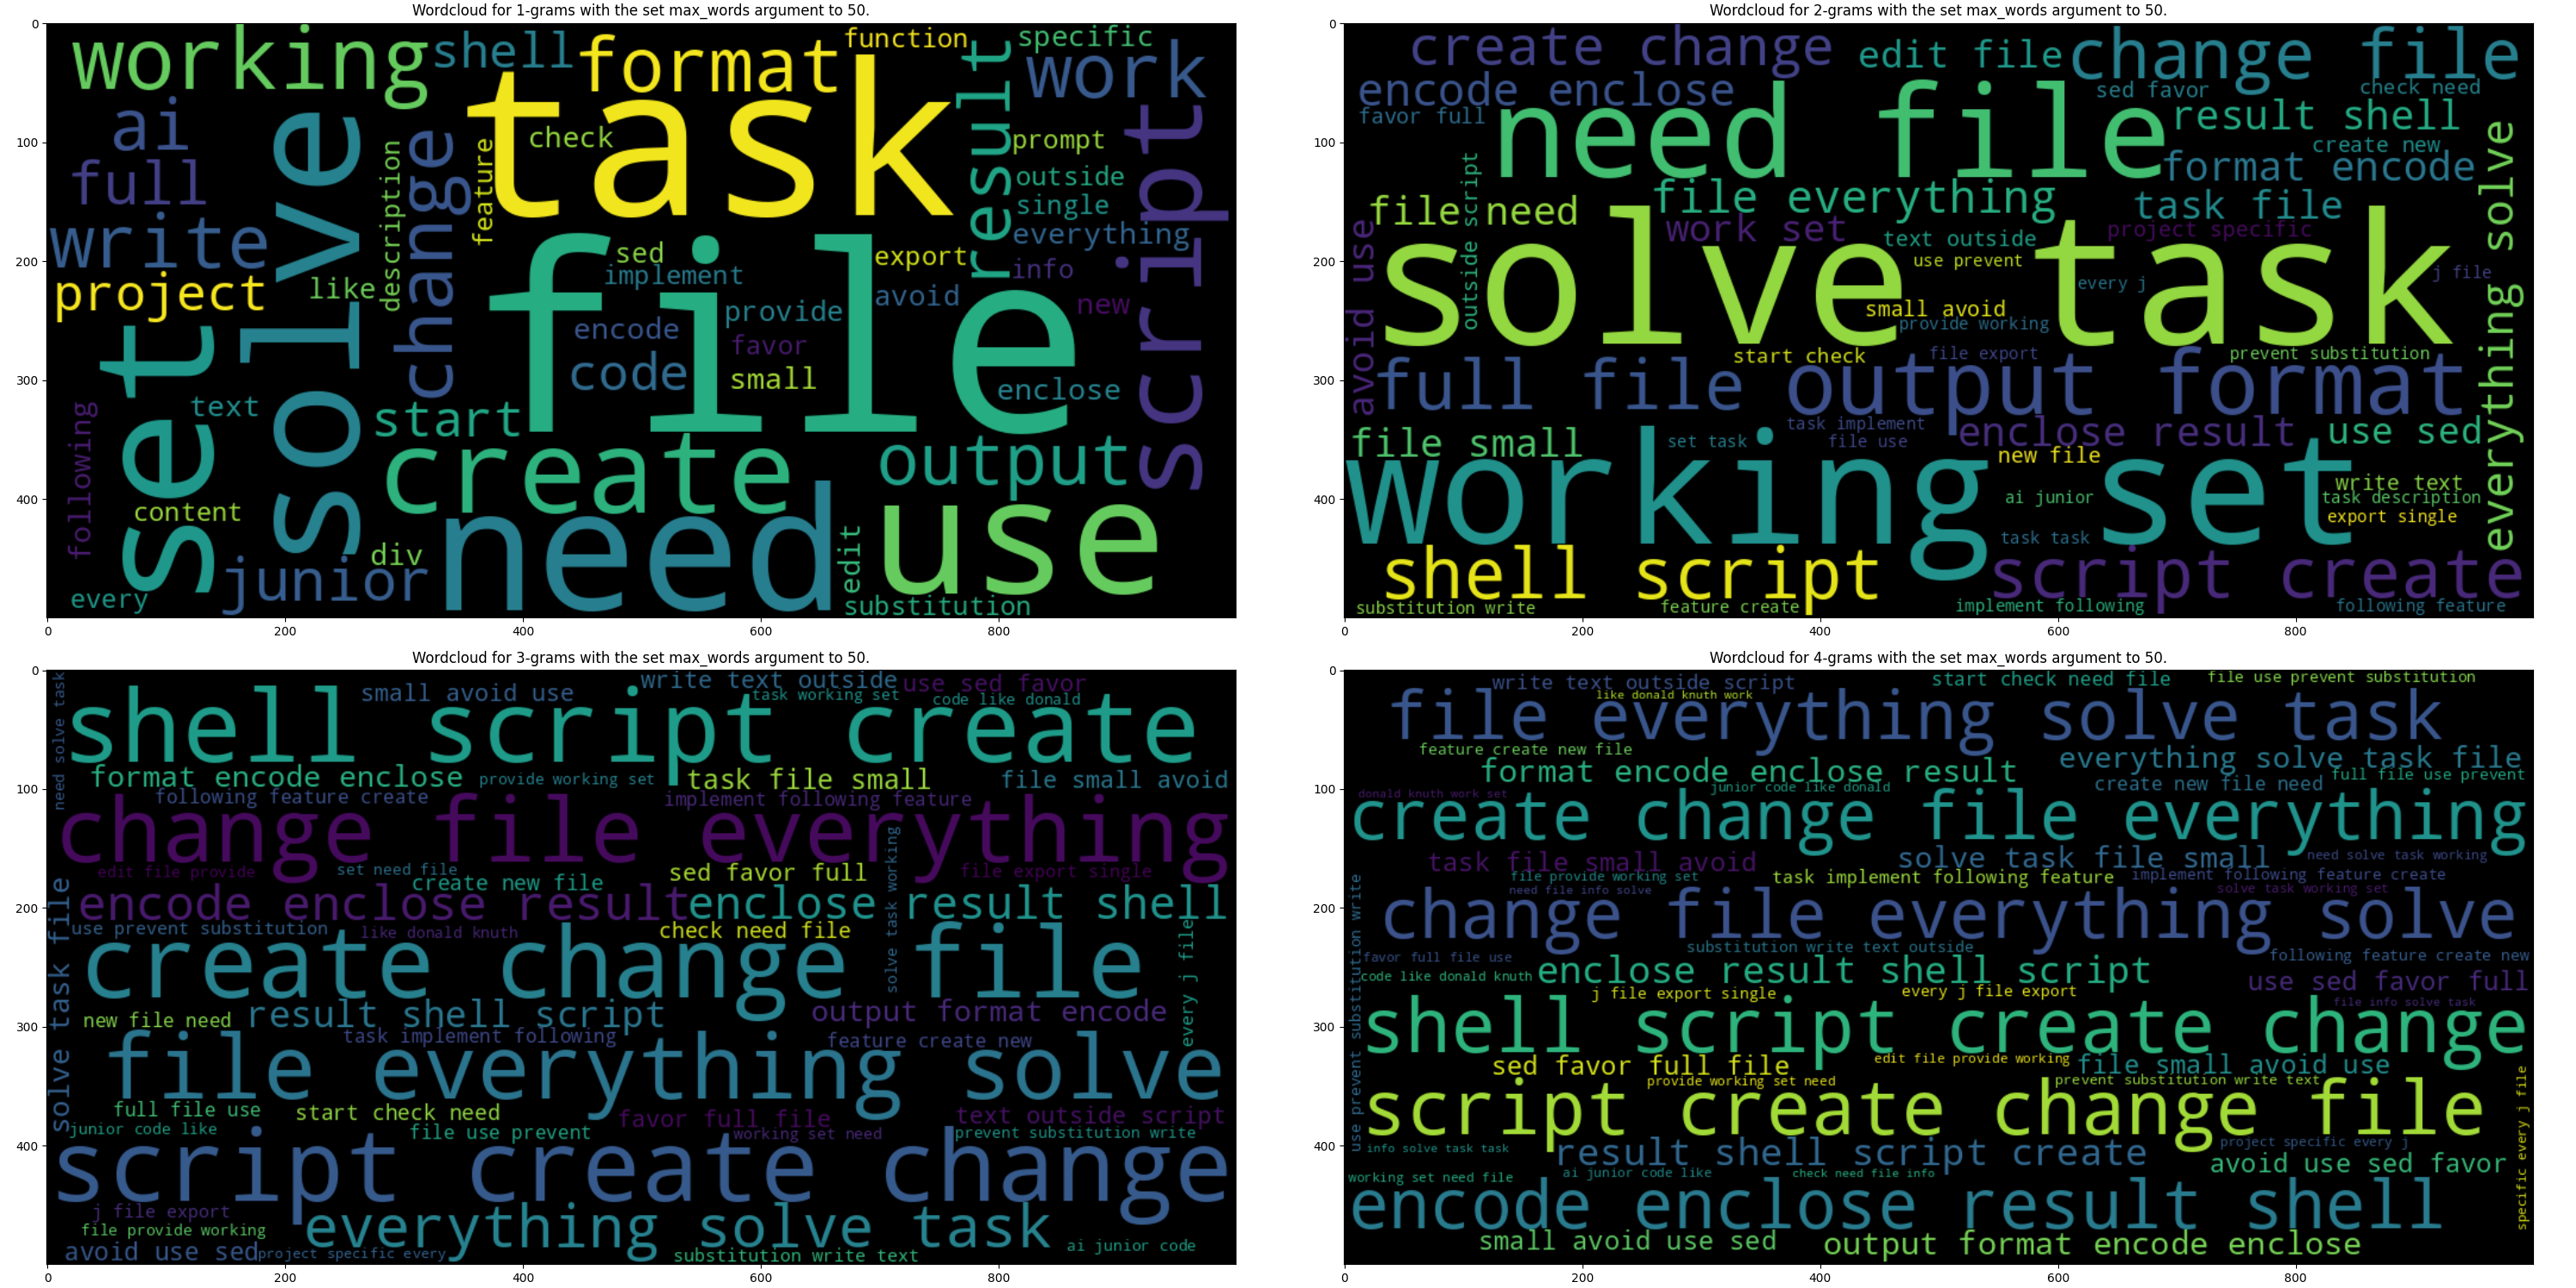 Wordcloud for 1-grams with the set max_words argument to 50.
working
shell
format
function
specific
work
ai
task
check
result
prompt
script
full
solve
description
change
feature
outside
single
write
everything
sed
implement
export
info
project
like
file
provide
avoid
new
encode
favor
set
code
small
enclose
text
start
following
create
output
content
need
use
div
junior
edit
every
substitution
0
100
200
300
400
0
200
400
600
800
Wordcloud for 2-grams with the set max_words argument to 50.
create change
edit file
change file
encode enclose
sed favor
check need
favor full
need file
result shell
create new
format encode
file need
outside script
file everything
task file
everything solve
work set
text outside
project specific
avoid use
solve task
use prevent
every j
j file
small avoid
provide working
start check
file export
prevent substitution
full file
output format
task implement
file small
set task
file use
enclose result
use sed
working set
new file
ai junior
write text
task description
export single
task task
shell script
script create
substitution write
feature create
implement following
following feature
0
100
200
300
400
0
200
400
600
800
Wordcloud for 3-grams with the set max_words argument to 50.
need solve task
small avoid use
write text outside
use sed favor
task working set
code like donald
shell script create
format encode enclose
provide working set
task file small
file small avoid
following feature create
implement following feature
change file everything
edit file provide
set need file
create new file
sed favor full
file export single
solve task working
solve task file
encode enclose result
enclose result shell
use prevent substitution
like donald knuth
check need file
every j file
create change file
new file need
result shell script
output format encode
task implement following
feature create new
file everything solve
full file use
start check need
favor full file
text outside script
junior code like
file use prevent
working set need
prevent substitution write
script create change
j file export
file provide working
everything solve task
avoid use sed
project specific every
substitution write text
ai junior code
0
100
200
300
400
0
200
400
600
800
Wordcloud for 4-grams with the set max_words argument to 50.
write text outside script
like donald knuth work
start check need file
file use prevent substitution
file everything solve task
feature create new file
everything solve task file
format encode enclose result
junior code like donald
create new file need
full file use prevent
donald knuth work set
create change file everything
task file small avoid
solve task file small
need solve task working
file provide working set
need file info solve
task implement following feature
implement following feature create
solve task working set
use prevent substitution write
change file everything solve
substitution write text outside
favor full file use
following feature create new
code like donald knuth
enclose result shell script
use sed favor full
j file export single
every j file export
file info solve task
shell script create change
sed favor full file
edit file provide working
file small avoid use
provide working set need
prevent substitution write text
script create change file
info solve task task
result shell script create
project specific every j
specific every j file
working set need file
ai junior code like
check need file info
avoid use sed favor
encode enclose result shell
small avoid use sed
output format encode enclose
0
100
200
300
400
0
200
400
600
800